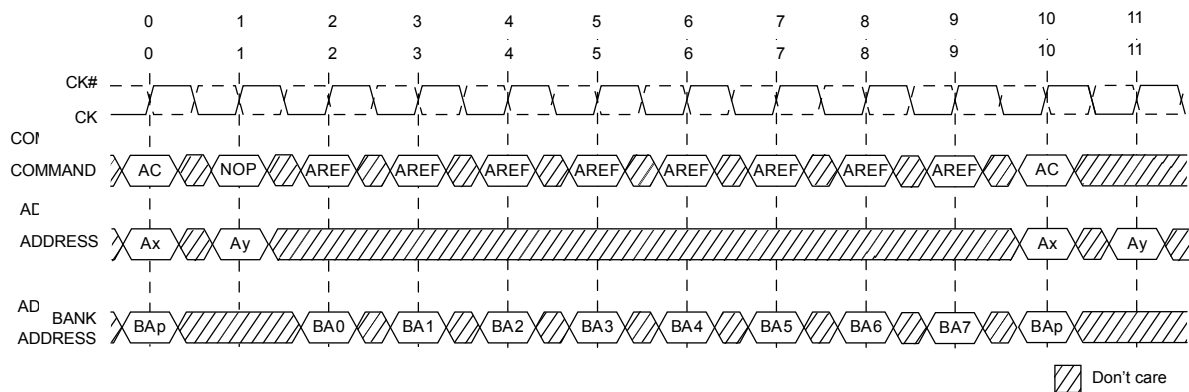 0 1 2 3 4 5 6 7 8 9 10 11
0 1 2 3 4 5 6 7 8 9 10 11
CK#
CK
COMMAND AC NOP AREF AREF AREF AREF AREF AREF AREF AREF AC
ADDRESS Ax Ay Ax Ay
BANK
ADDRESS BAp BA0 BA1 BA2 BA3 BA4 BA5 BA6 BA7 BAp
Don't care